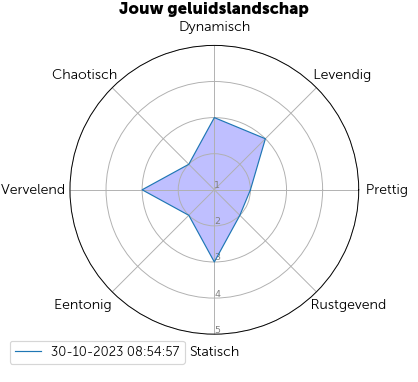 Jouw geluidslandschap
Dynamisch
Chaotisch
Levendig
Vervelend
1
Prettig
2
3
4
Eentonig
Rustgevend
5
30-10-2023 08:54:57
Statisch